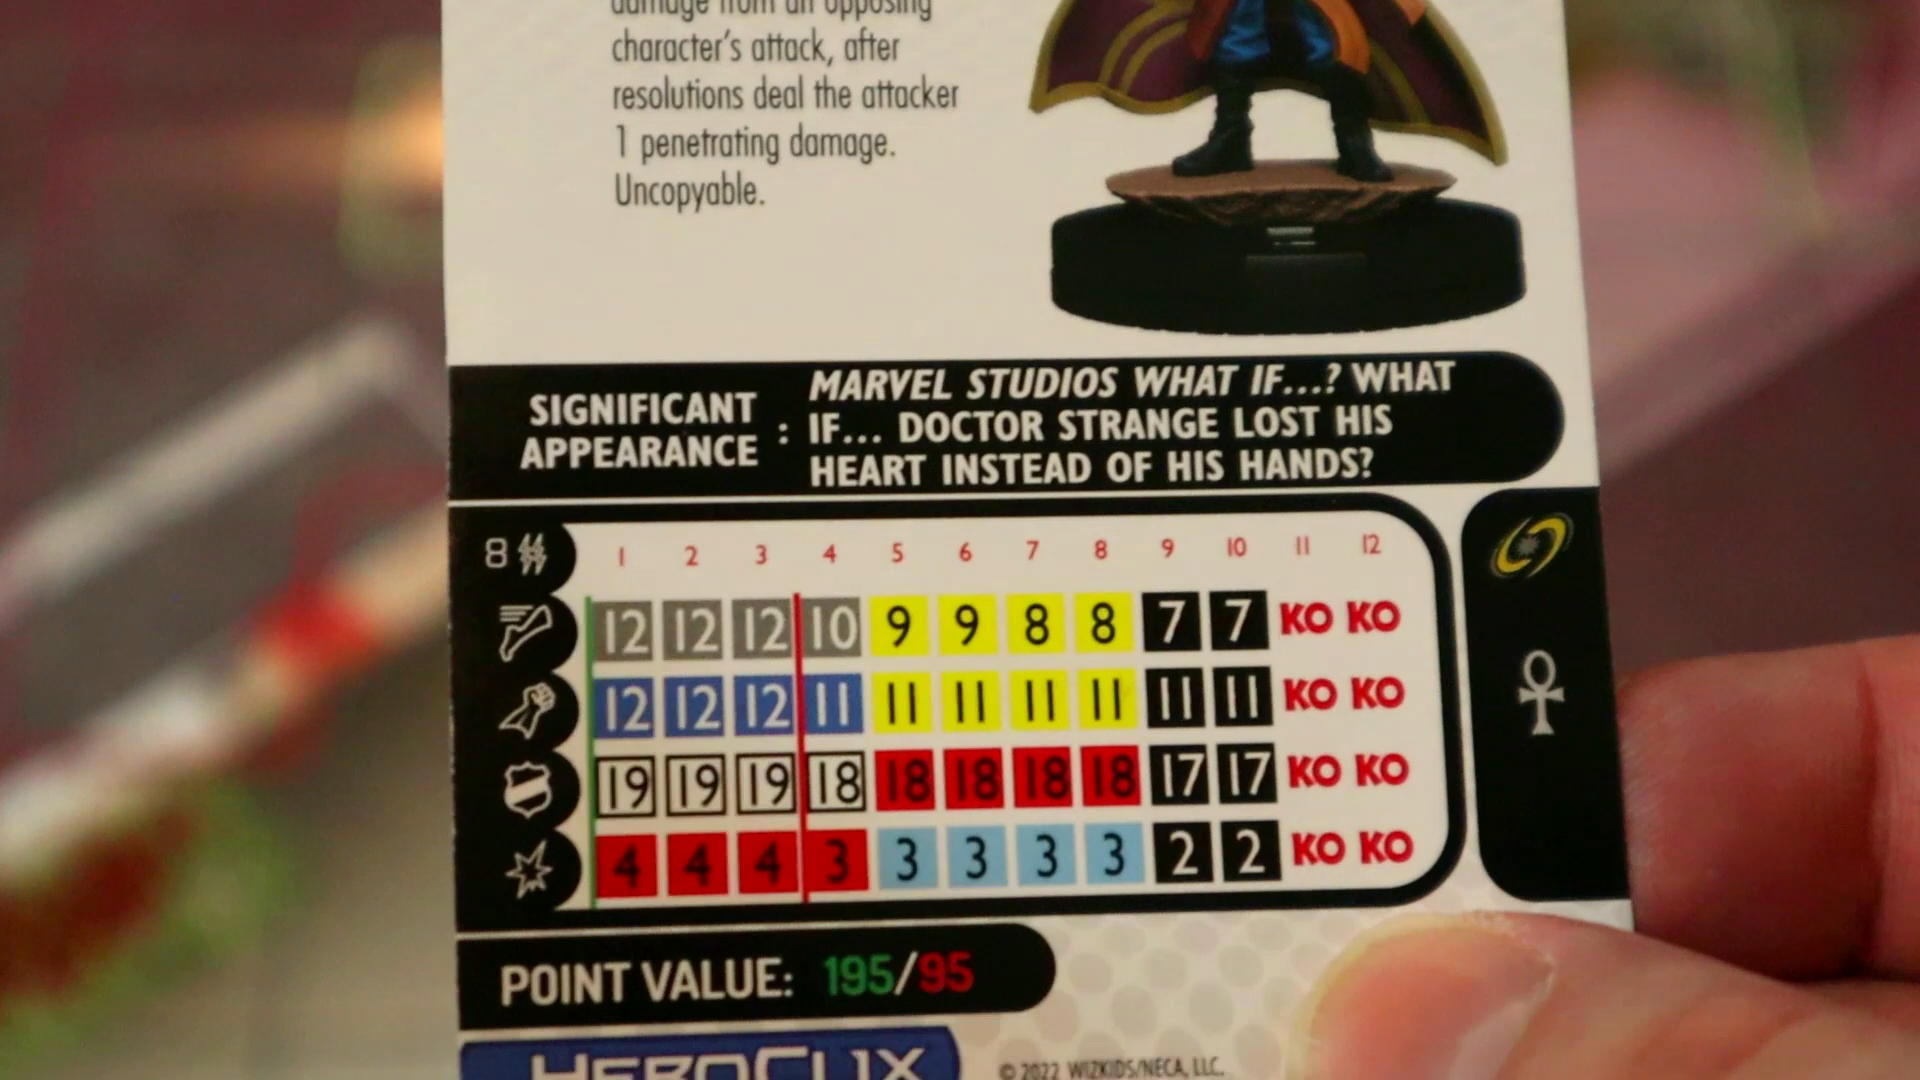 damage from an opposing
character's attack, after
resolutions deal the attacker
1 penetrating damage.
Uncopyable.
SIGNIFICANT APPEARANCE : MARVEL STUDIOS WHAT IF...? WHAT
IF... DOCTOR STRANGE LOST HIS
HEART INSTEAD OF HIS HANDS?
8 1 2 3 4 5 6 7 8 9 10 11 12
12 12 12 10 9 9 8 8 7 7 KO KO
12 12 12 11 11 11 11 11 11 11 KO KO
19 19 19 18 18 18 18 18 17 17 KO KO
4 4 4 3 3 3 3 3 2 2 KO KO
POINT VALUE: 195/95
HEROCLIX
© 2022 WIZKIDS/NECA, LLC.